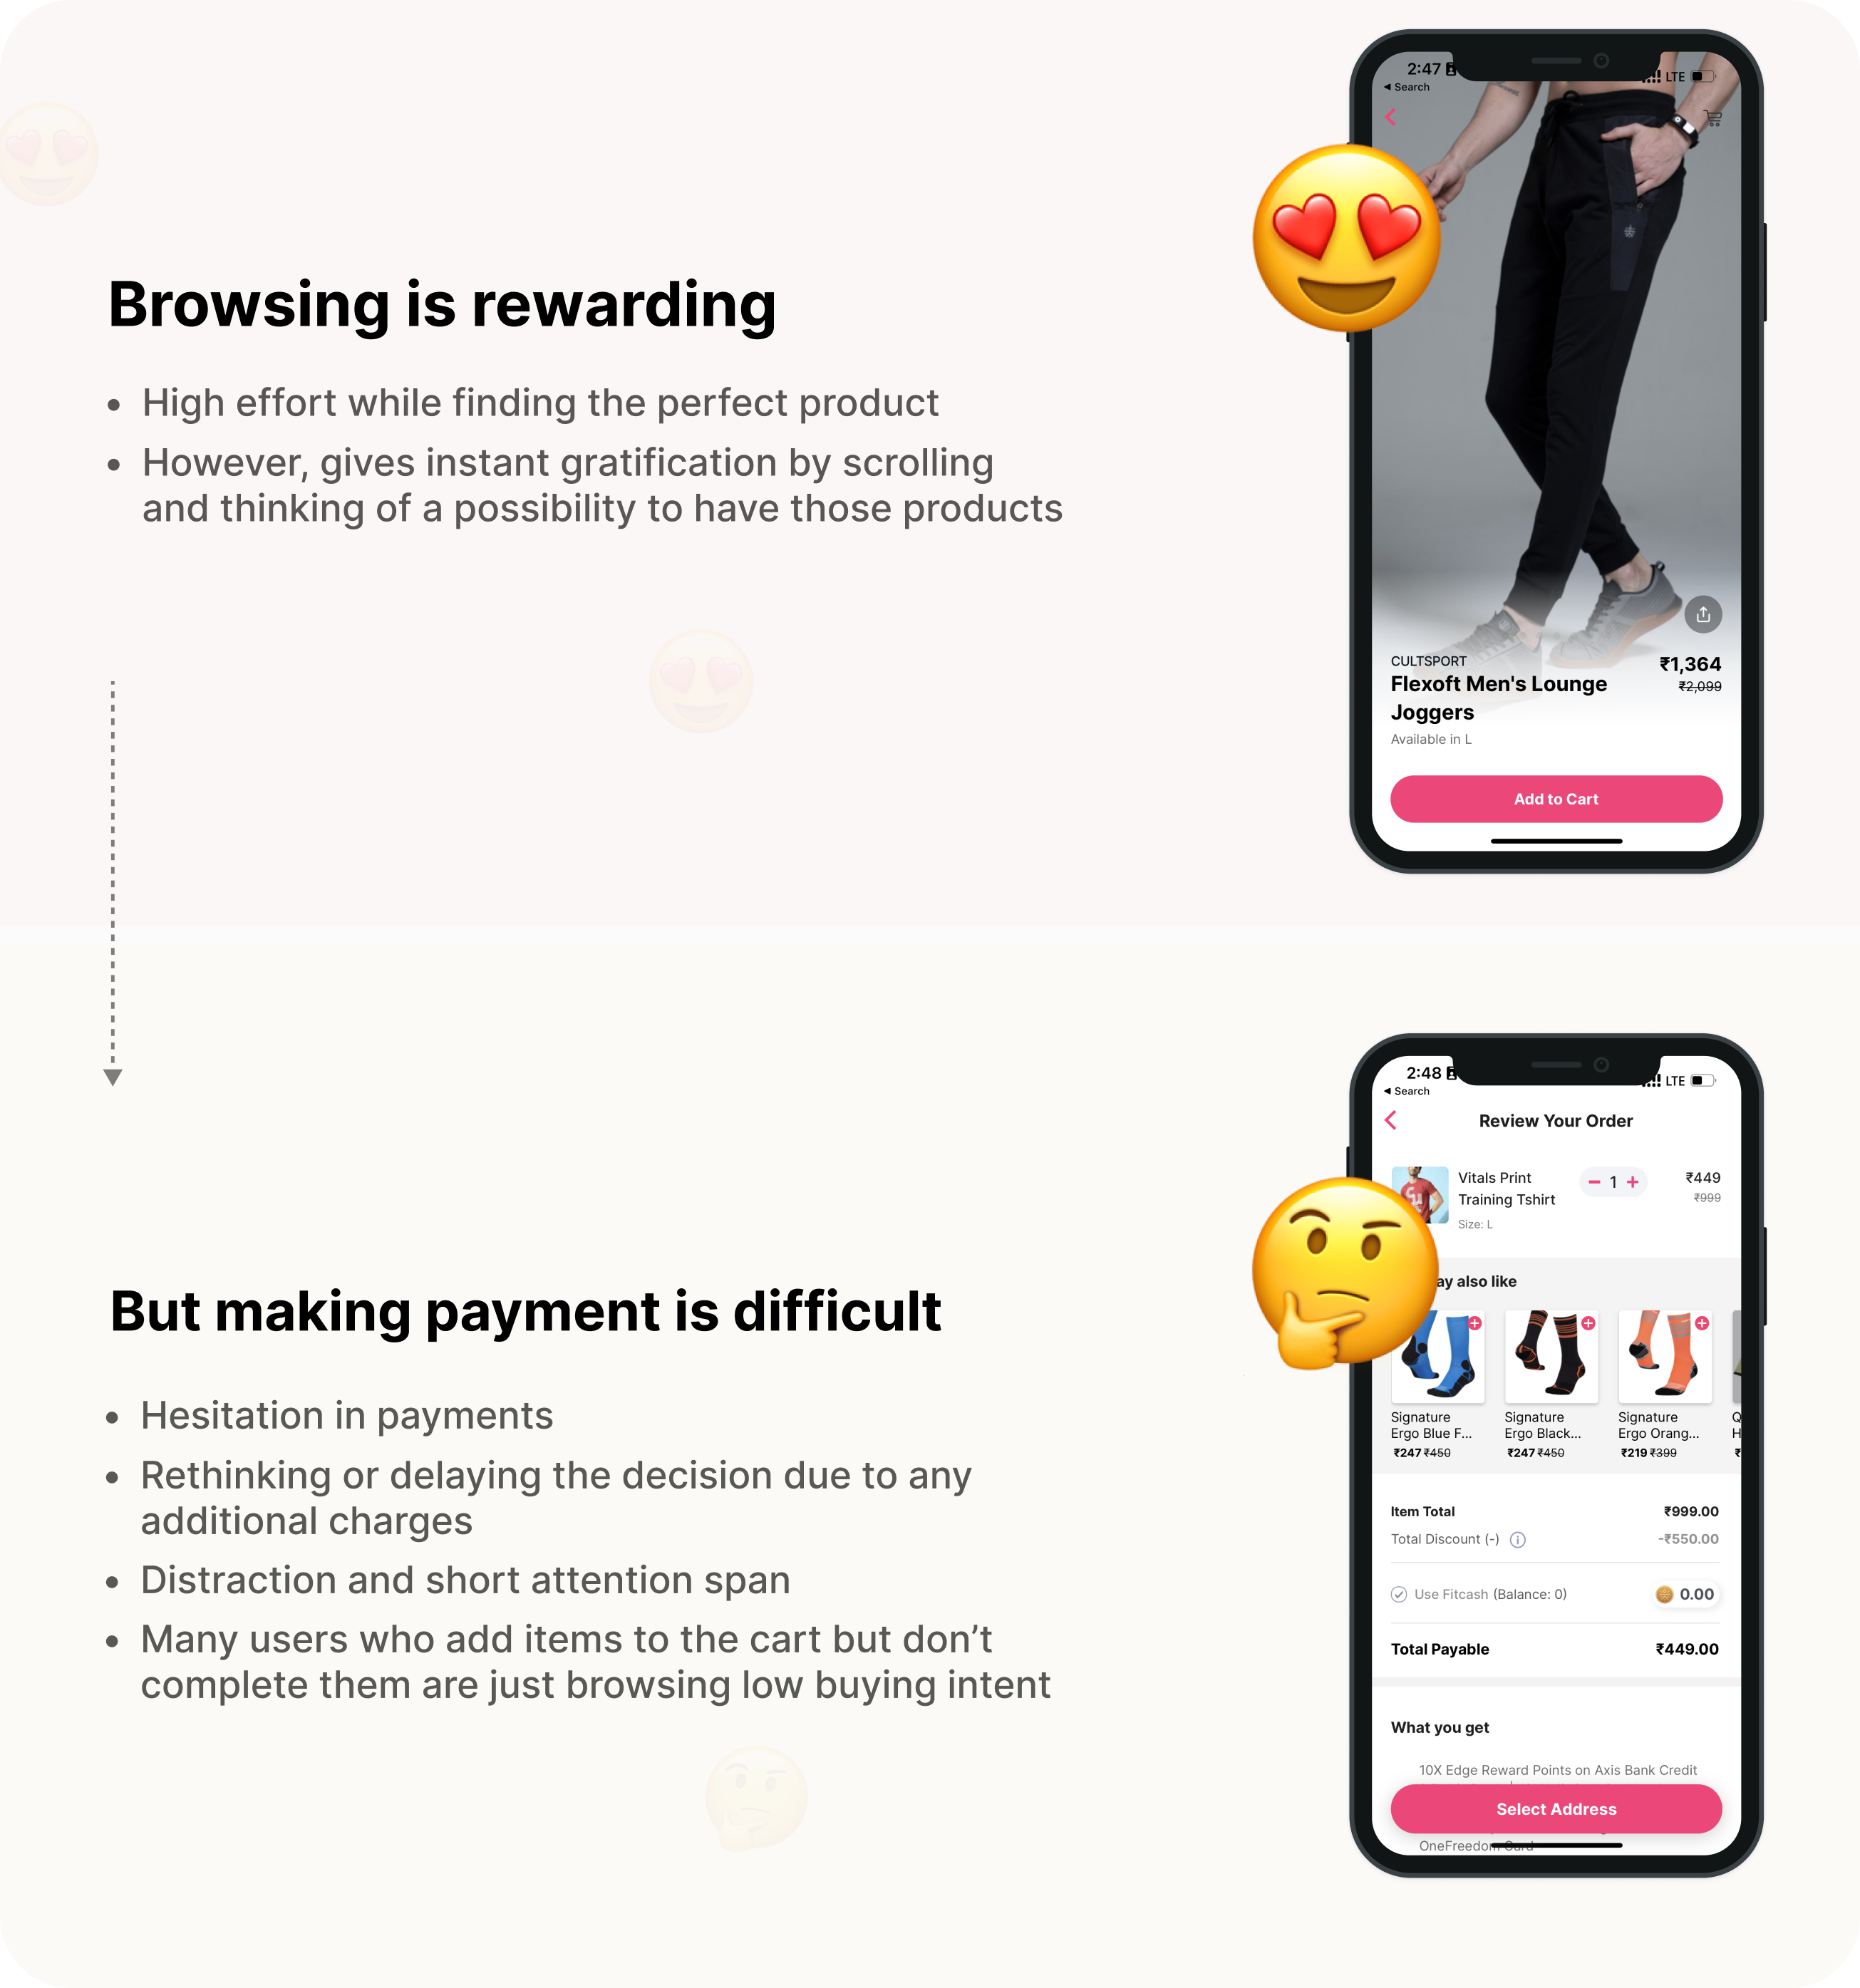 Browsing is rewarding
• High effort while finding the perfect product
• However, gives instant gratification by scrolling
and thinking of a possibility to have those products
2:47
LTE
◀ Search
CULTSPORT
₹1,364
Flexoft Men's Lounge
₹2,099
Joggers
Available in L
Add to Cart
But making payment is difficult
• Hesitation in payments
• Rethinking or delaying the decision due to any
additional charges
• Distraction and short attention span
• Many users who add items to the cart but don’t
complete them are just browsing low buying intent
2:48
LTE
◀ Search
Review Your Order
Vitals Print
Training Tshirt
Size: L
1
₹449
₹999
also like
Signature
Ergo Blue F...
₹247 ₹450
Signature
Ergo Black...
₹247 ₹450
Signature
Ergo Orang...
₹219 ₹399
Item Total ₹999.00
Total Discount (-) -₹550.00
Use Fitcash (Balance: 0) 0.00
Total Payable ₹449.00
What you get
10X Edge Reward Points on Axis Bank Credit
Select Address
OneFreedom Card